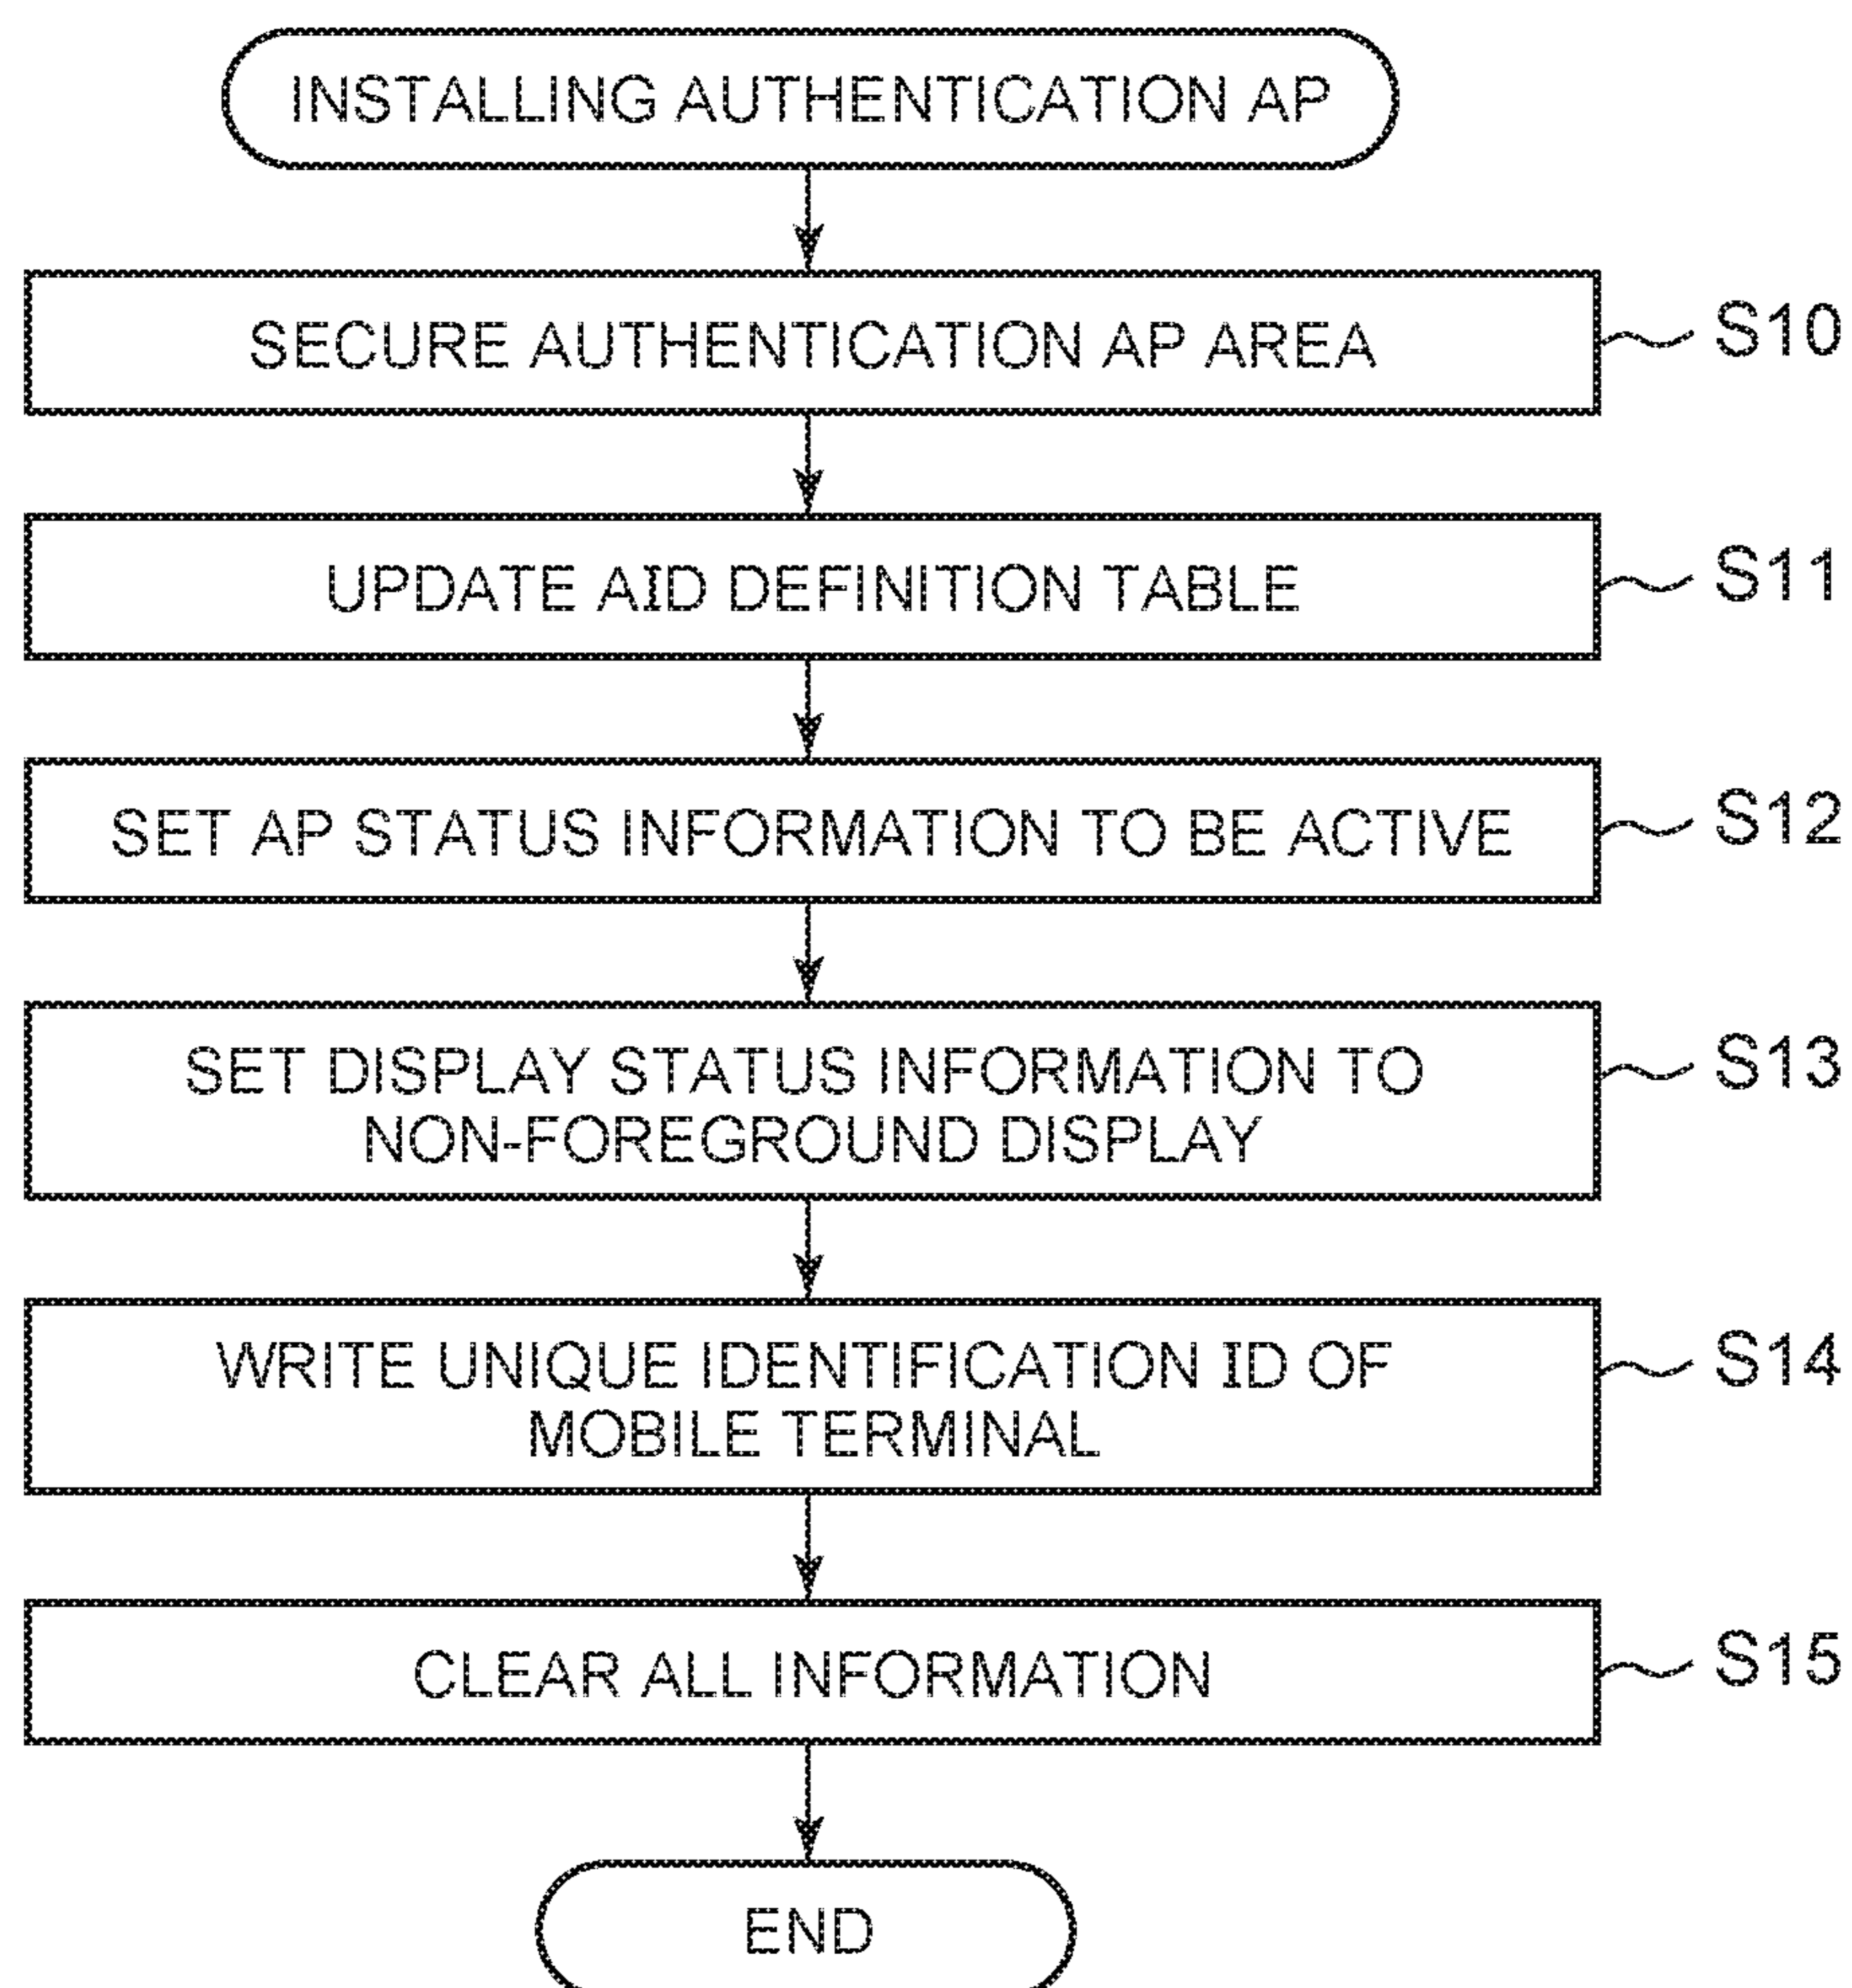 INSTALLING AUTHENTICATION AP
SECURE AUTHENTICATION AP AREA
S10
UPDATE AID DEFINITION TABLE
S11
SET AP STATUS INFORMATION TO BE ACTIVE
S12
SET DISPLAY STATUS INFORMATION TO
NON-FOREGROUND DISPLAY
S13
WRITE UNIQUE IDENTIFICATION ID OF
MOBILE TERMINAL
S14
CLEAR ALL INFORMATION
S15
END